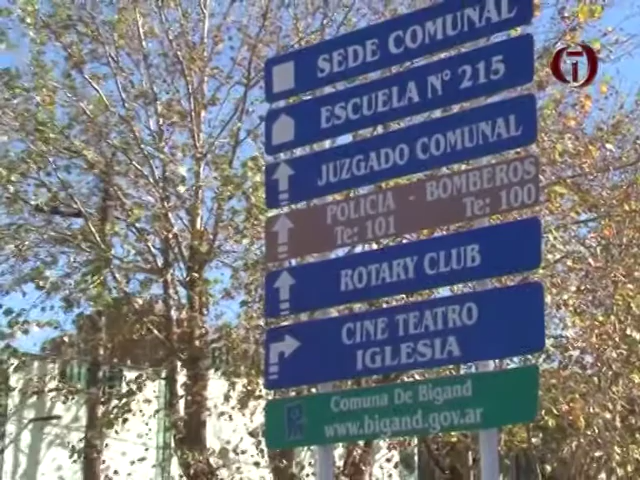 SEDE COMUNAL
ESCUELA N° 215
JUZGADO COMUNAL
POLICIA - BOMBEROS
Te: 101 Te: 100
ROTARY CLUB
CINE TEATRO
IGLESIA
Comuna De Bigand
www.bigand.gov.ar